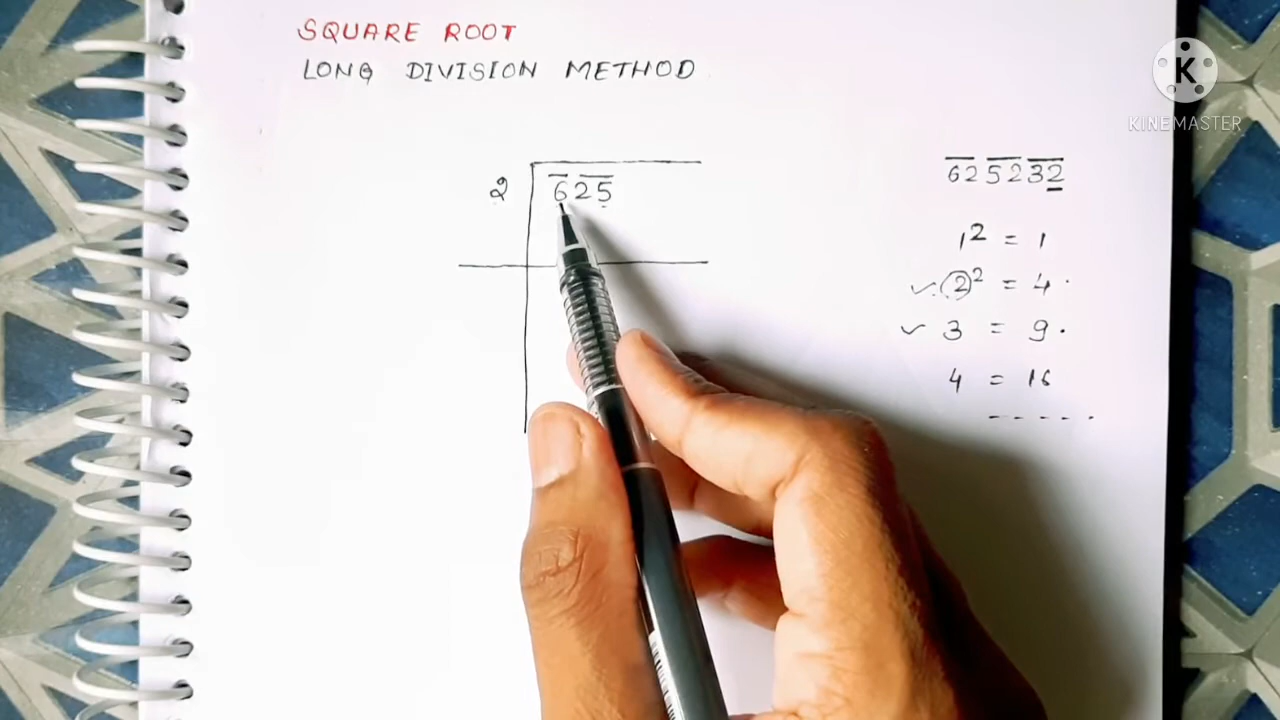 SQUARE ROOT
LONG DIVISION METHOD
2 625
625232
1² = 1
✓ 2² = 4
✓ 3 = 9
4 = 16
- - - - -
K
KINEMASTER